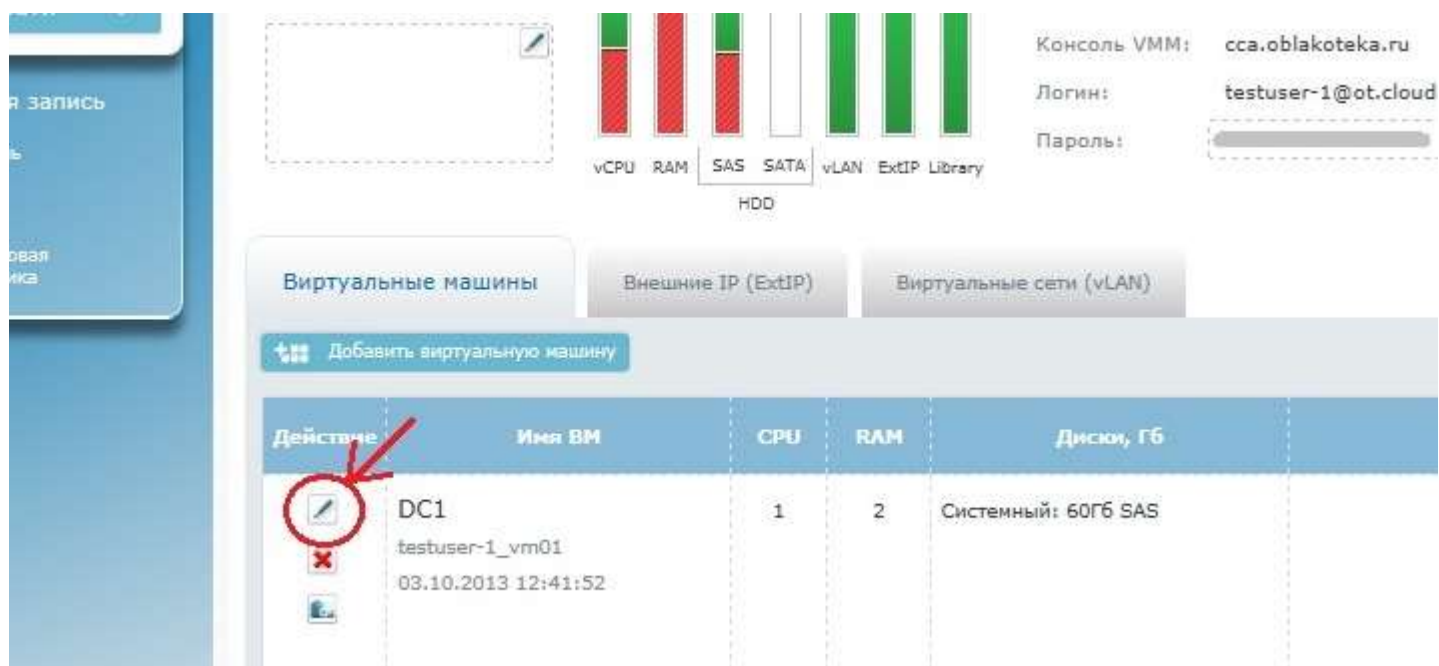 я запись
ь
овая
ика
Консоль VMM: cca.oblakoteka.ru
Логин: testuser-1@ot.cloud
Пароль:
vCPU RAM SAS SATA vLAN ExtIP Library
HDD
Виртуальные машины Внешние IP (ExtIP) Виртуальные сети (vLAN)
Добавить виртуальную машину
Действие Имя ВМ CPU RAM Диски, Гб
DC1 1 2 Системный: 60Гб SAS
testuser-1_vm01
03.10.2013 12:41:52